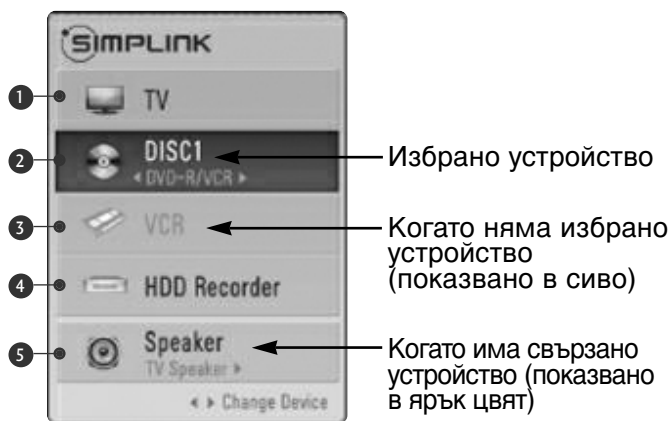 SIMPLINK
1 TV
2 DISC1
◂ DVD-R/VCR ▸
Избрано устройство
3 VCR
Когато няма избрано
устройство
(показвано в сиво)
4 HDD Recorder
5 Speaker
TV Speaker ▸
Когато има свързано
устройство (показвано
в ярък цвят)
◂ ▸ Change Device